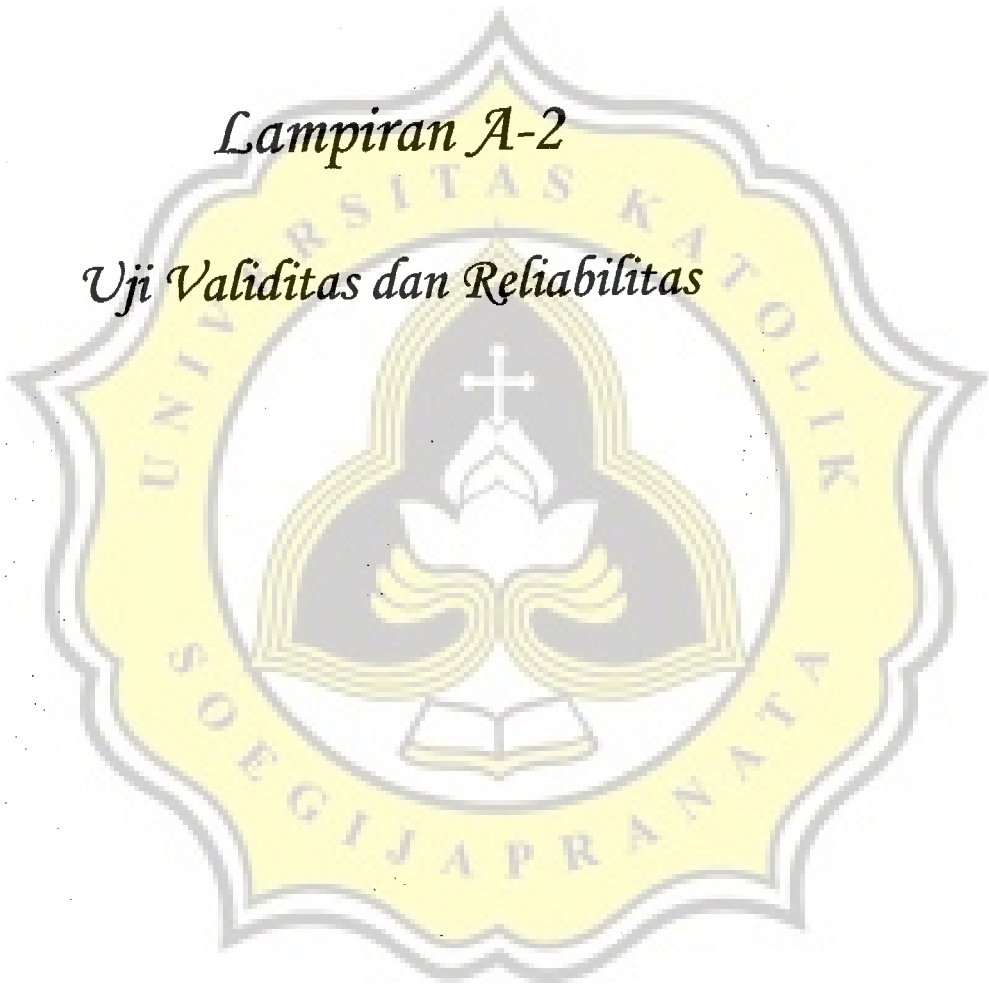 Lampiran A-2
Uji Validitas dan Reliabilitas
UNIVERSITAS KATOLIK
SOEGIJAPRANATA